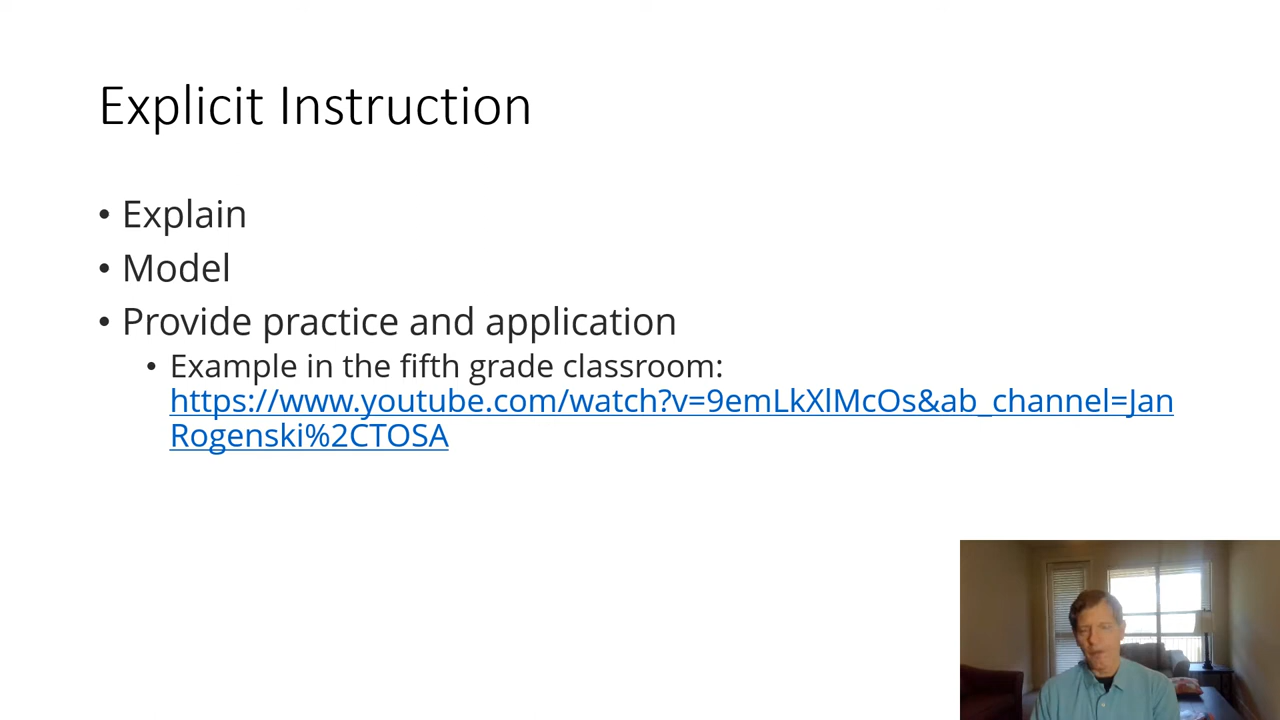 Explicit Instruction
• Explain
• Model
• Provide practice and application
• Example in the fifth grade classroom:
https://www.youtube.com/watch?v=9emLkXlMcOs&ab_channel=Jan
Rogenski%2CTOSA